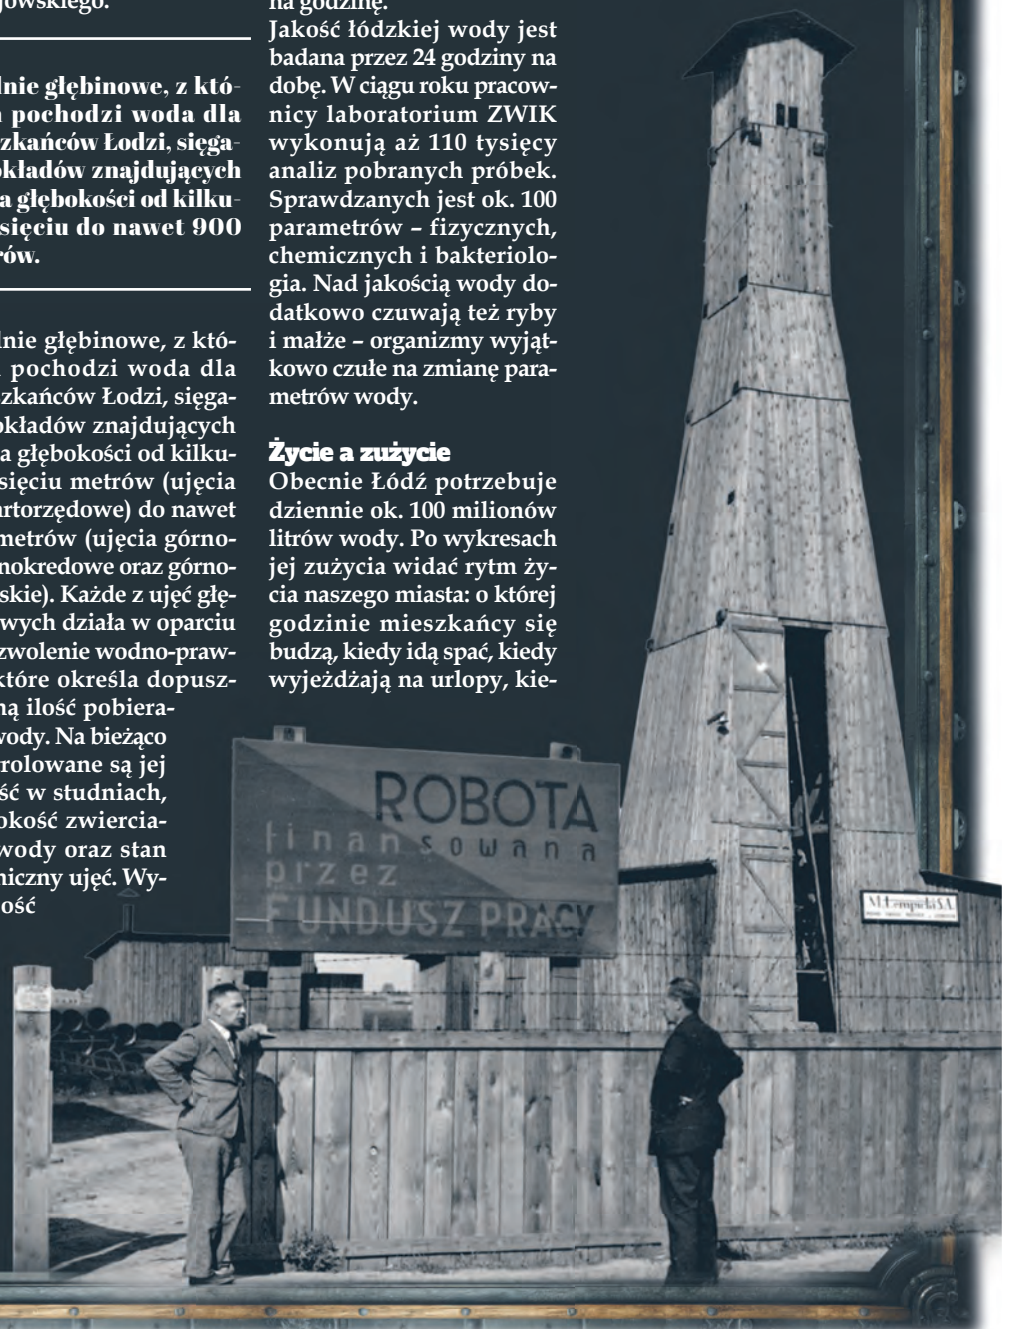 jowskiego.
dnie głębinowe, z któ-
pochodzi woda dla
szkańców Łodzi, sięga-
okładów znajdujących
a głębokości od kilku-
sięciu do nawet 900
rów.
dnie głębinowe, z któ-
pochodzi woda dla
szkańców Łodzi, sięga-
okładów znajdujących
a głębokości od kilku-
sięciu metrów (ujęcia
artorzędowe) do nawet
metrów (ujęcia górno-
nokredowe oraz górno-
skie). Każde z ujęć głę-
wych działa w oparciu
zwolenie wodno-praw-
które określa dopusz-
ną ilość pobiera-
wody. Na bieżąco
rolowane są jej
ść w studniach,
okość zwiercia-
wody oraz stan
niczny ujęć. Wy-
ość
na godzinę.
Jakość łódzkiej wody jest
badana przez 24 godziny na
dobę. W ciągu roku pracow-
nicy laboratorium ZWIK
wykonują aż 110 tysięcy
analiz pobranych próbek.
Sprawdzanych jest ok. 100
parametrów – fizycznych,
chemicznych i bakteriolo-
gia. Nad jakością wody do-
datkowo czuwają też ryby
i małże – organizmy wyjąt-
kowo czułe na zmianę para-
metrów wody.
Życie a zużycie
Obecnie Łódź potrzebuje
dziennie ok. 100 milionów
litrów wody. Po wykresach
jej zużycia widać rytm ży-
cia naszego miasta: o której
godzinie mieszkańcy się
budzą, kiedy idą spać, kiedy
wyjeżdżają na urlopy, kie-
ROBOTA
finansowana
przez
FUNDUSZ PRACY
M. Łempicki S.A.